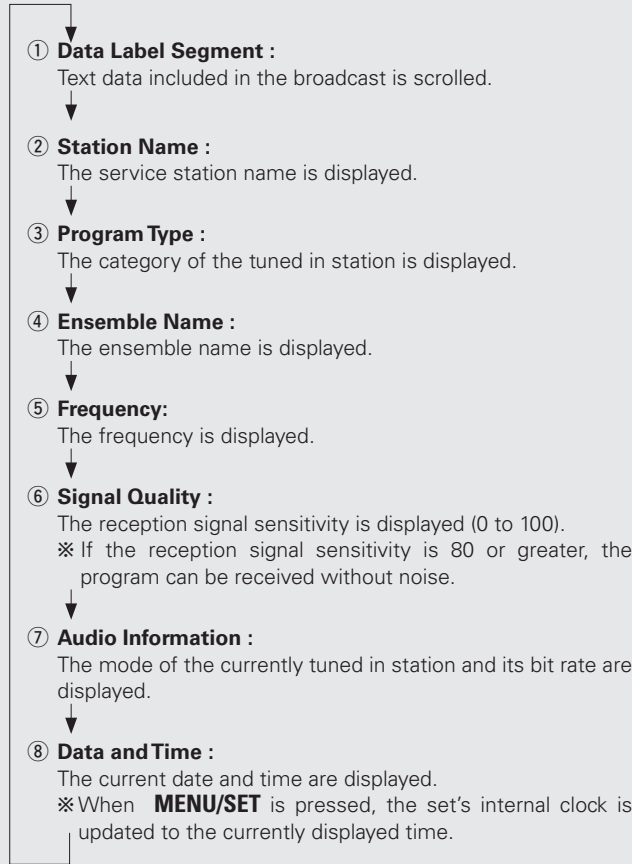 ① Data Label Segment :
Text data included in the broadcast is scrolled.
② Station Name :
The service station name is displayed.
③ Program Type :
The category of the tuned in station is displayed.
④ Ensemble Name :
The ensemble name is displayed.
⑤ Frequency:
The frequency is displayed.
⑥ Signal Quality :
The reception signal sensitivity is displayed (0 to 100).
※ If the reception signal sensitivity is 80 or greater, the
program can be received without noise.
⑦ Audio Information :
The mode of the currently tuned in station and its bit rate are
displayed.
⑧ Data and Time :
The current date and time are displayed.
※ When MENU/SET is pressed, the set's internal clock is
updated to the currently displayed time.